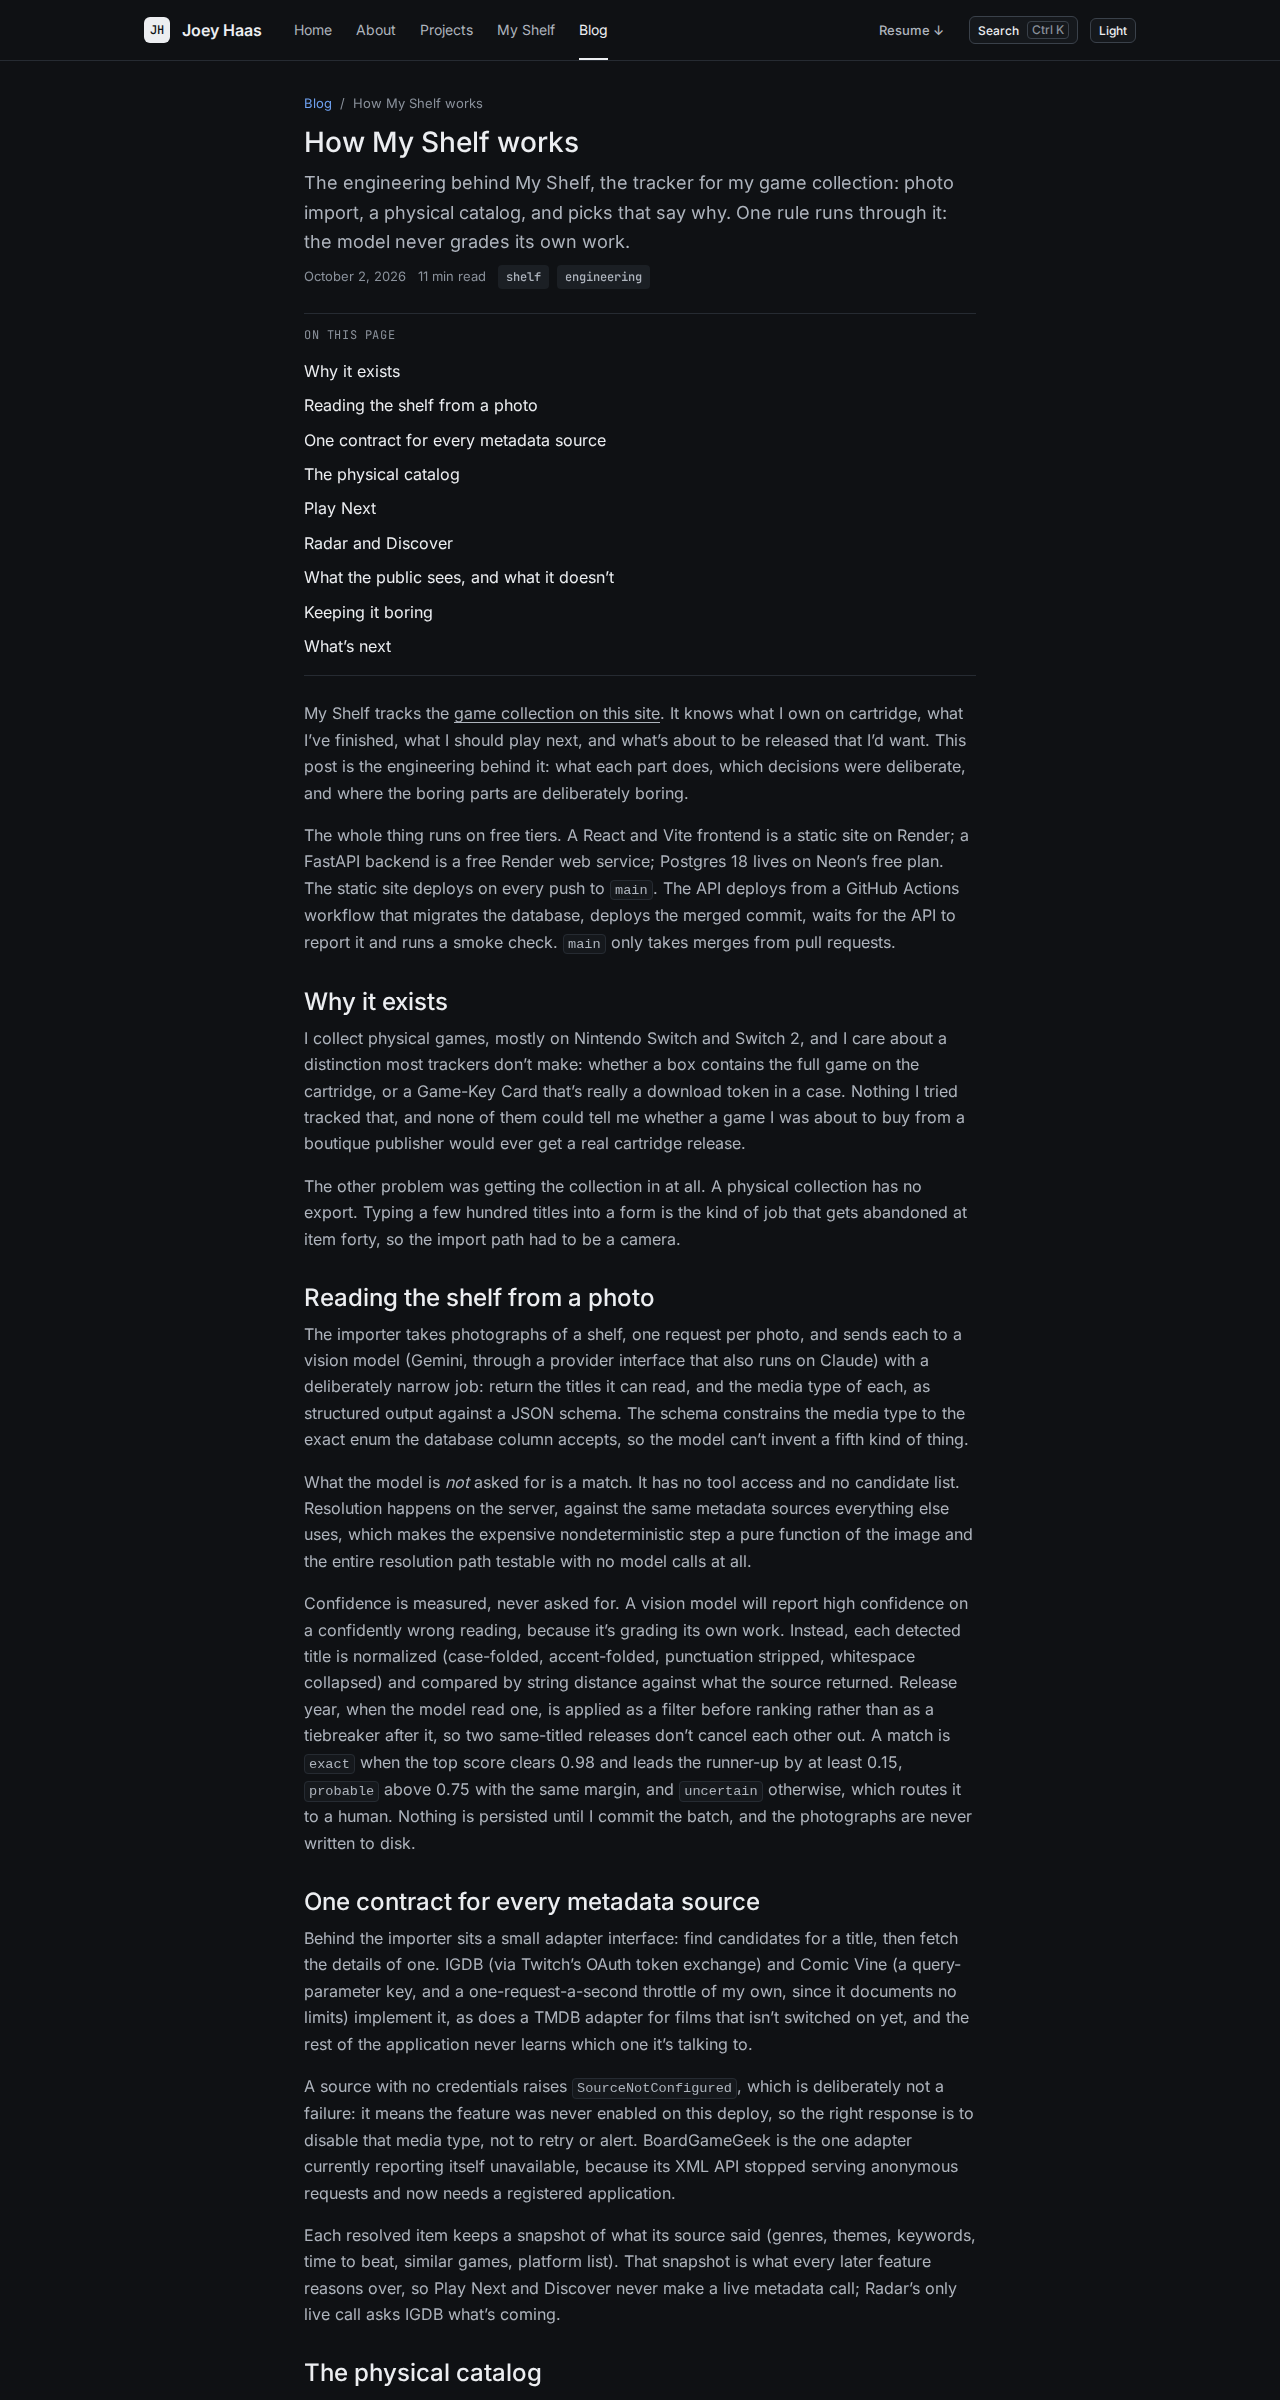 JH Joey Haas Home About Projects My Shelf Blog Resume ↓ Search Ctrl K Light
Blog / How My Shelf works
How My Shelf works
The engineering behind My Shelf, the tracker for my game collection: photo
import, a physical catalog, and picks that say why. One rule runs through it:
the model never grades its own work.
October 2, 2026 11 min read shelf engineering
ON THIS PAGE
Why it exists
Reading the shelf from a photo
One contract for every metadata source
The physical catalog
Play Next
Radar and Discover
What the public sees, and what it doesn’t
Keeping it boring
What’s next
My Shelf tracks the game collection on this site. It knows what I own on cartridge, what
I’ve finished, what I should play next, and what’s about to be released that I’d want. This
post is the engineering behind it: what each part does, which decisions were deliberate,
and where the boring parts are deliberately boring.
The whole thing runs on free tiers. A React and Vite frontend is a static site on Render; a
FastAPI backend is a free Render web service; Postgres 18 lives on Neon’s free plan.
The static site deploys on every push to main. The API deploys from a GitHub Actions
workflow that migrates the database, deploys the merged commit, waits for the API to
report it and runs a smoke check. main only takes merges from pull requests.
Why it exists
I collect physical games, mostly on Nintendo Switch and Switch 2, and I care about a
distinction most trackers don’t make: whether a box contains the full game on the
cartridge, or a Game-Key Card that’s really a download token in a case. Nothing I tried
tracked that, and none of them could tell me whether a game I was about to buy from a
boutique publisher would ever get a real cartridge release.
The other problem was getting the collection in at all. A physical collection has no
export. Typing a few hundred titles into a form is the kind of job that gets abandoned at
item forty, so the import path had to be a camera.
Reading the shelf from a photo
The importer takes photographs of a shelf, one request per photo, and sends each to a
vision model (Gemini, through a provider interface that also runs on Claude) with a
deliberately narrow job: return the titles it can read, and the media type of each, as
structured output against a JSON schema. The schema constrains the media type to the
exact enum the database column accepts, so the model can’t invent a fifth kind of thing.
What the model is not asked for is a match. It has no tool access and no candidate list.
Resolution happens on the server, against the same metadata sources everything else
uses, which makes the expensive nondeterministic step a pure function of the image and
the entire resolution path testable with no model calls at all.
Confidence is measured, never asked for. A vision model will report high confidence on
a confidently wrong reading, because it’s grading its own work. Instead, each detected
title is normalized (case-folded, accent-folded, punctuation stripped, whitespace
collapsed) and compared by string distance against what the source returned. Release
year, when the model read one, is applied as a filter before ranking rather than as a
tiebreaker after it, so two same-titled releases don’t cancel each other out. A match is
exact when the top score clears 0.98 and leads the runner-up by at least 0.15,
probable above 0.75 with the same margin, and uncertain otherwise, which routes it
to a human. Nothing is persisted until I commit the batch, and the photographs are never
written to disk.
One contract for every metadata source
Behind the importer sits a small adapter interface: find candidates for a title, then fetch
the details of one. IGDB (via Twitch’s OAuth token exchange) and Comic Vine (a query-
parameter key, and a one-request-a-second throttle of my own, since it documents no
limits) implement it, as does a TMDB adapter for films that isn’t switched on yet, and the
rest of the application never learns which one it’s talking to.
A source with no credentials raises SourceNotConfigured, which is deliberately not a
failure: it means the feature was never enabled on this deploy, so the right response is to
disable that media type, not to retry or alert. BoardGameGeek is the one adapter
currently reporting itself unavailable, because its XML API stopped serving anonymous
requests and now needs a registered application.
Each resolved item keeps a snapshot of what its source said (genres, themes, keywords,
time to beat, similar games, platform list). That snapshot is what every later feature
reasons over, so Play Next and Discover never make a live metadata call; Radar’s only
live call asks IGDB what’s coming.
The physical catalog